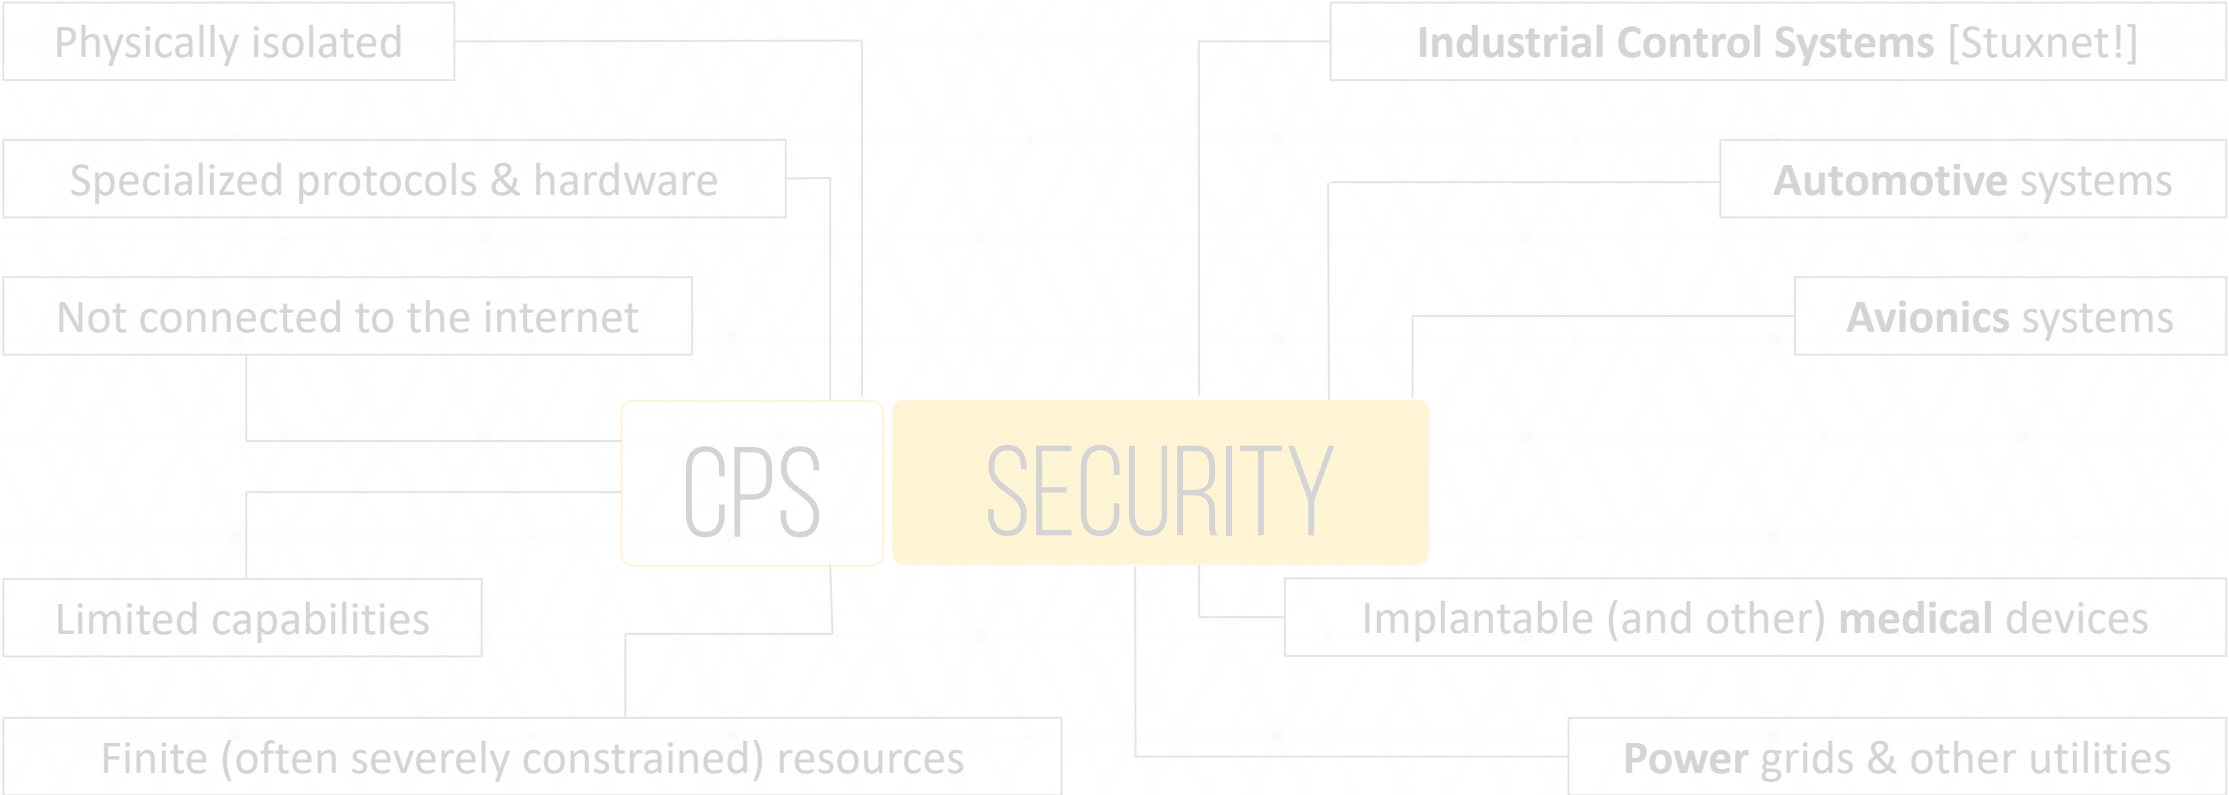 Physically isolated
Industrial Control Systems [Stuxnet!]
Specialized protocols & hardware
Automotive systems
Not connected to the internet
Avionics systems
CPS
SECURITY
Limited capabilities
Implantable (and other) medical devices
Finite (often severely constrained) resources
Power grids & other utilities